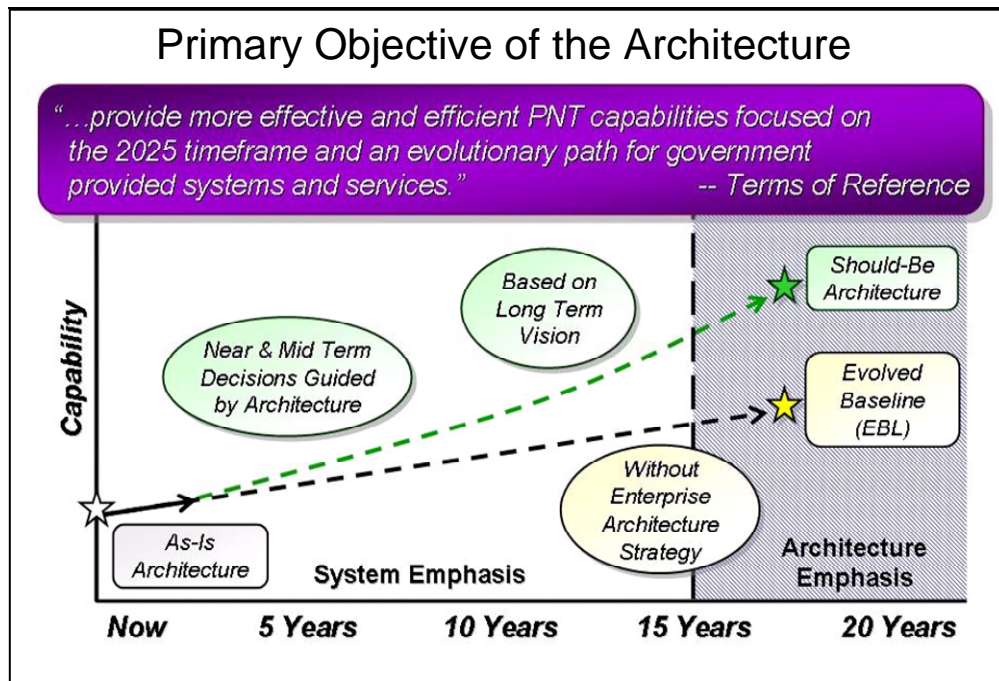 Primary Objective of the Architecture
“…provide more effective and efficient PNT capabilities focused on
the 2025 timeframe and an evolutionary path for government
provided systems and services.” -- Terms of Reference
Capability
Near & Mid Term
Decisions Guided
by Architecture
Based on
Long Term
Vision
Should-Be
Architecture
Evolved
Baseline
(EBL)
Without
Enterprise
Architecture
Strategy
As-Is
Architecture
System Emphasis
Architecture
Emphasis
Now 5 Years 10 Years 15 Years 20 Years